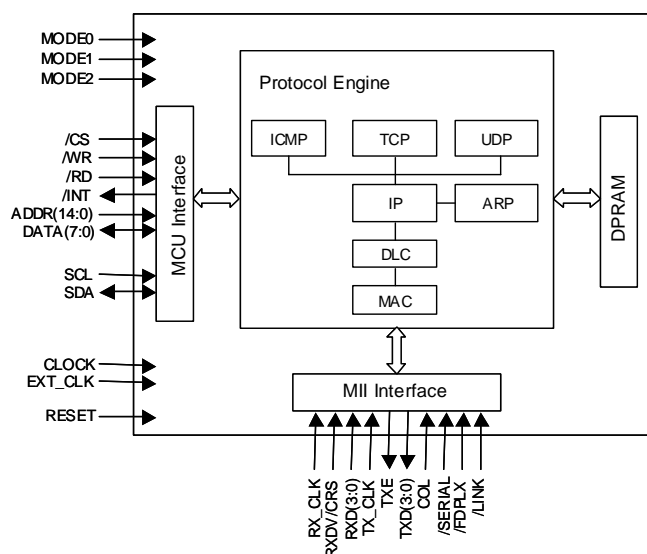 MODE0
MODE1
MODE2
Protocol Engine
ICMP
TCP
UDP
IP
ARP
DLC
MAC
/CS
/WR
/RD
/INT
ADDR(14:0)
DATA(7:0)
SCL
SDA
MCU Interface
DPRAM
CLOCK
EXT_CLK
RESET
MII Interface
RX_CLK
RXDV/CRS
RXD(3:0)
TX_CLK
TXE
TXD(3:0)
COL
/SERIAL
/FDPLX
/LINK